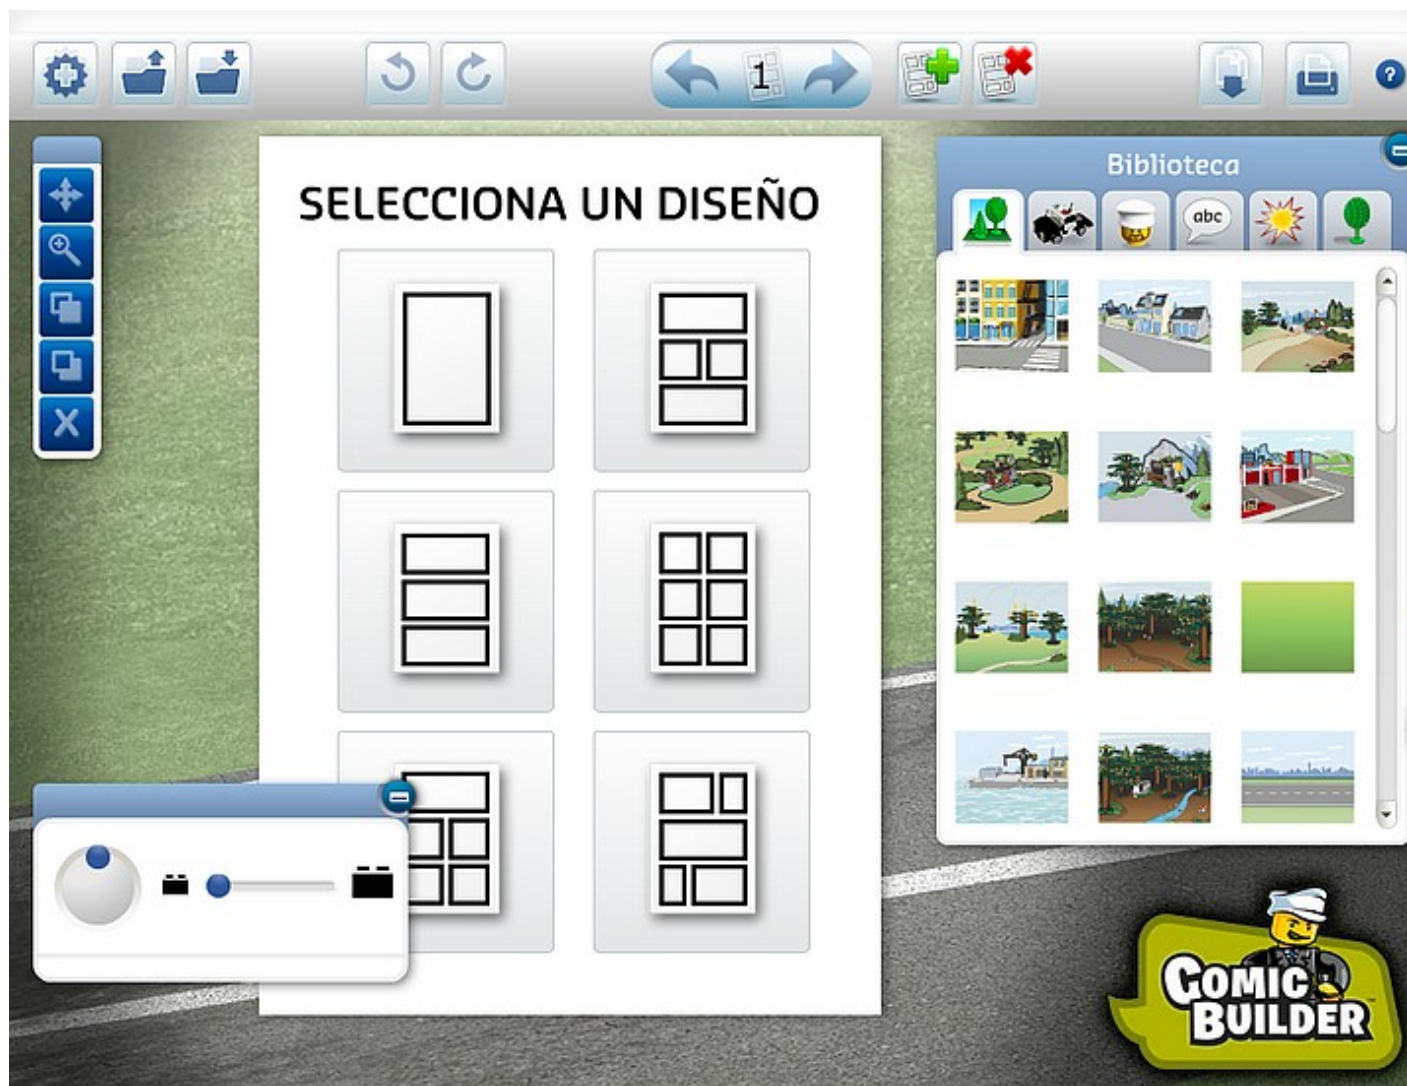 1
?
SELECCIONA UN DISEÑO
Biblioteca
abc
COMIC
BUILDER